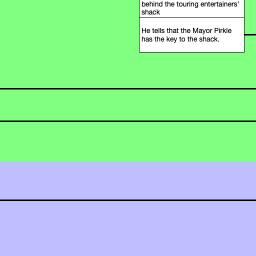 behind the touring entertainers'
shack
He tells that the Mayor Pirkle
has the key to the shack.